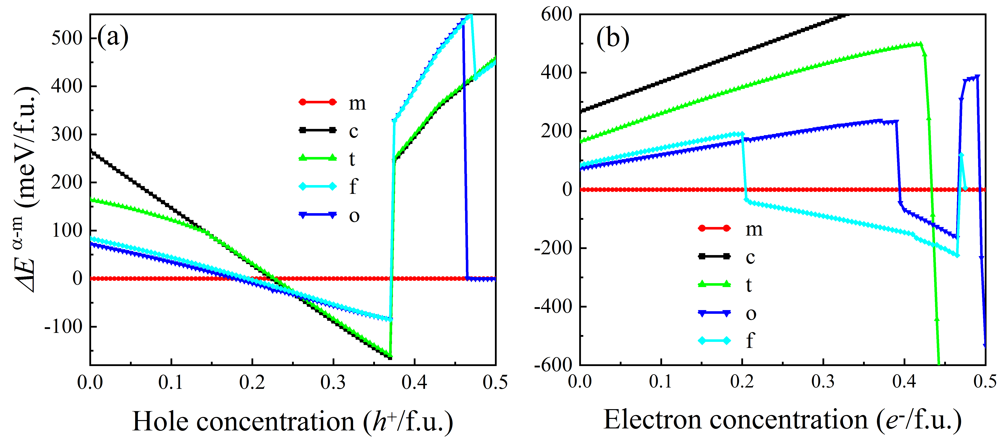 (a)
500
400
300
200
100
0
-100
ΔE α-m (meV/f.u.)
m
c
t
f
o
0.0 0.1 0.2 0.3 0.4 0.5
Hole concentration (h+/f.u.)
(b)
600
400
200
0
-200
-400
-600
m
c
t
o
f
0.0 0.1 0.2 0.3 0.4 0.5
Electron concentration (e-/f.u.)